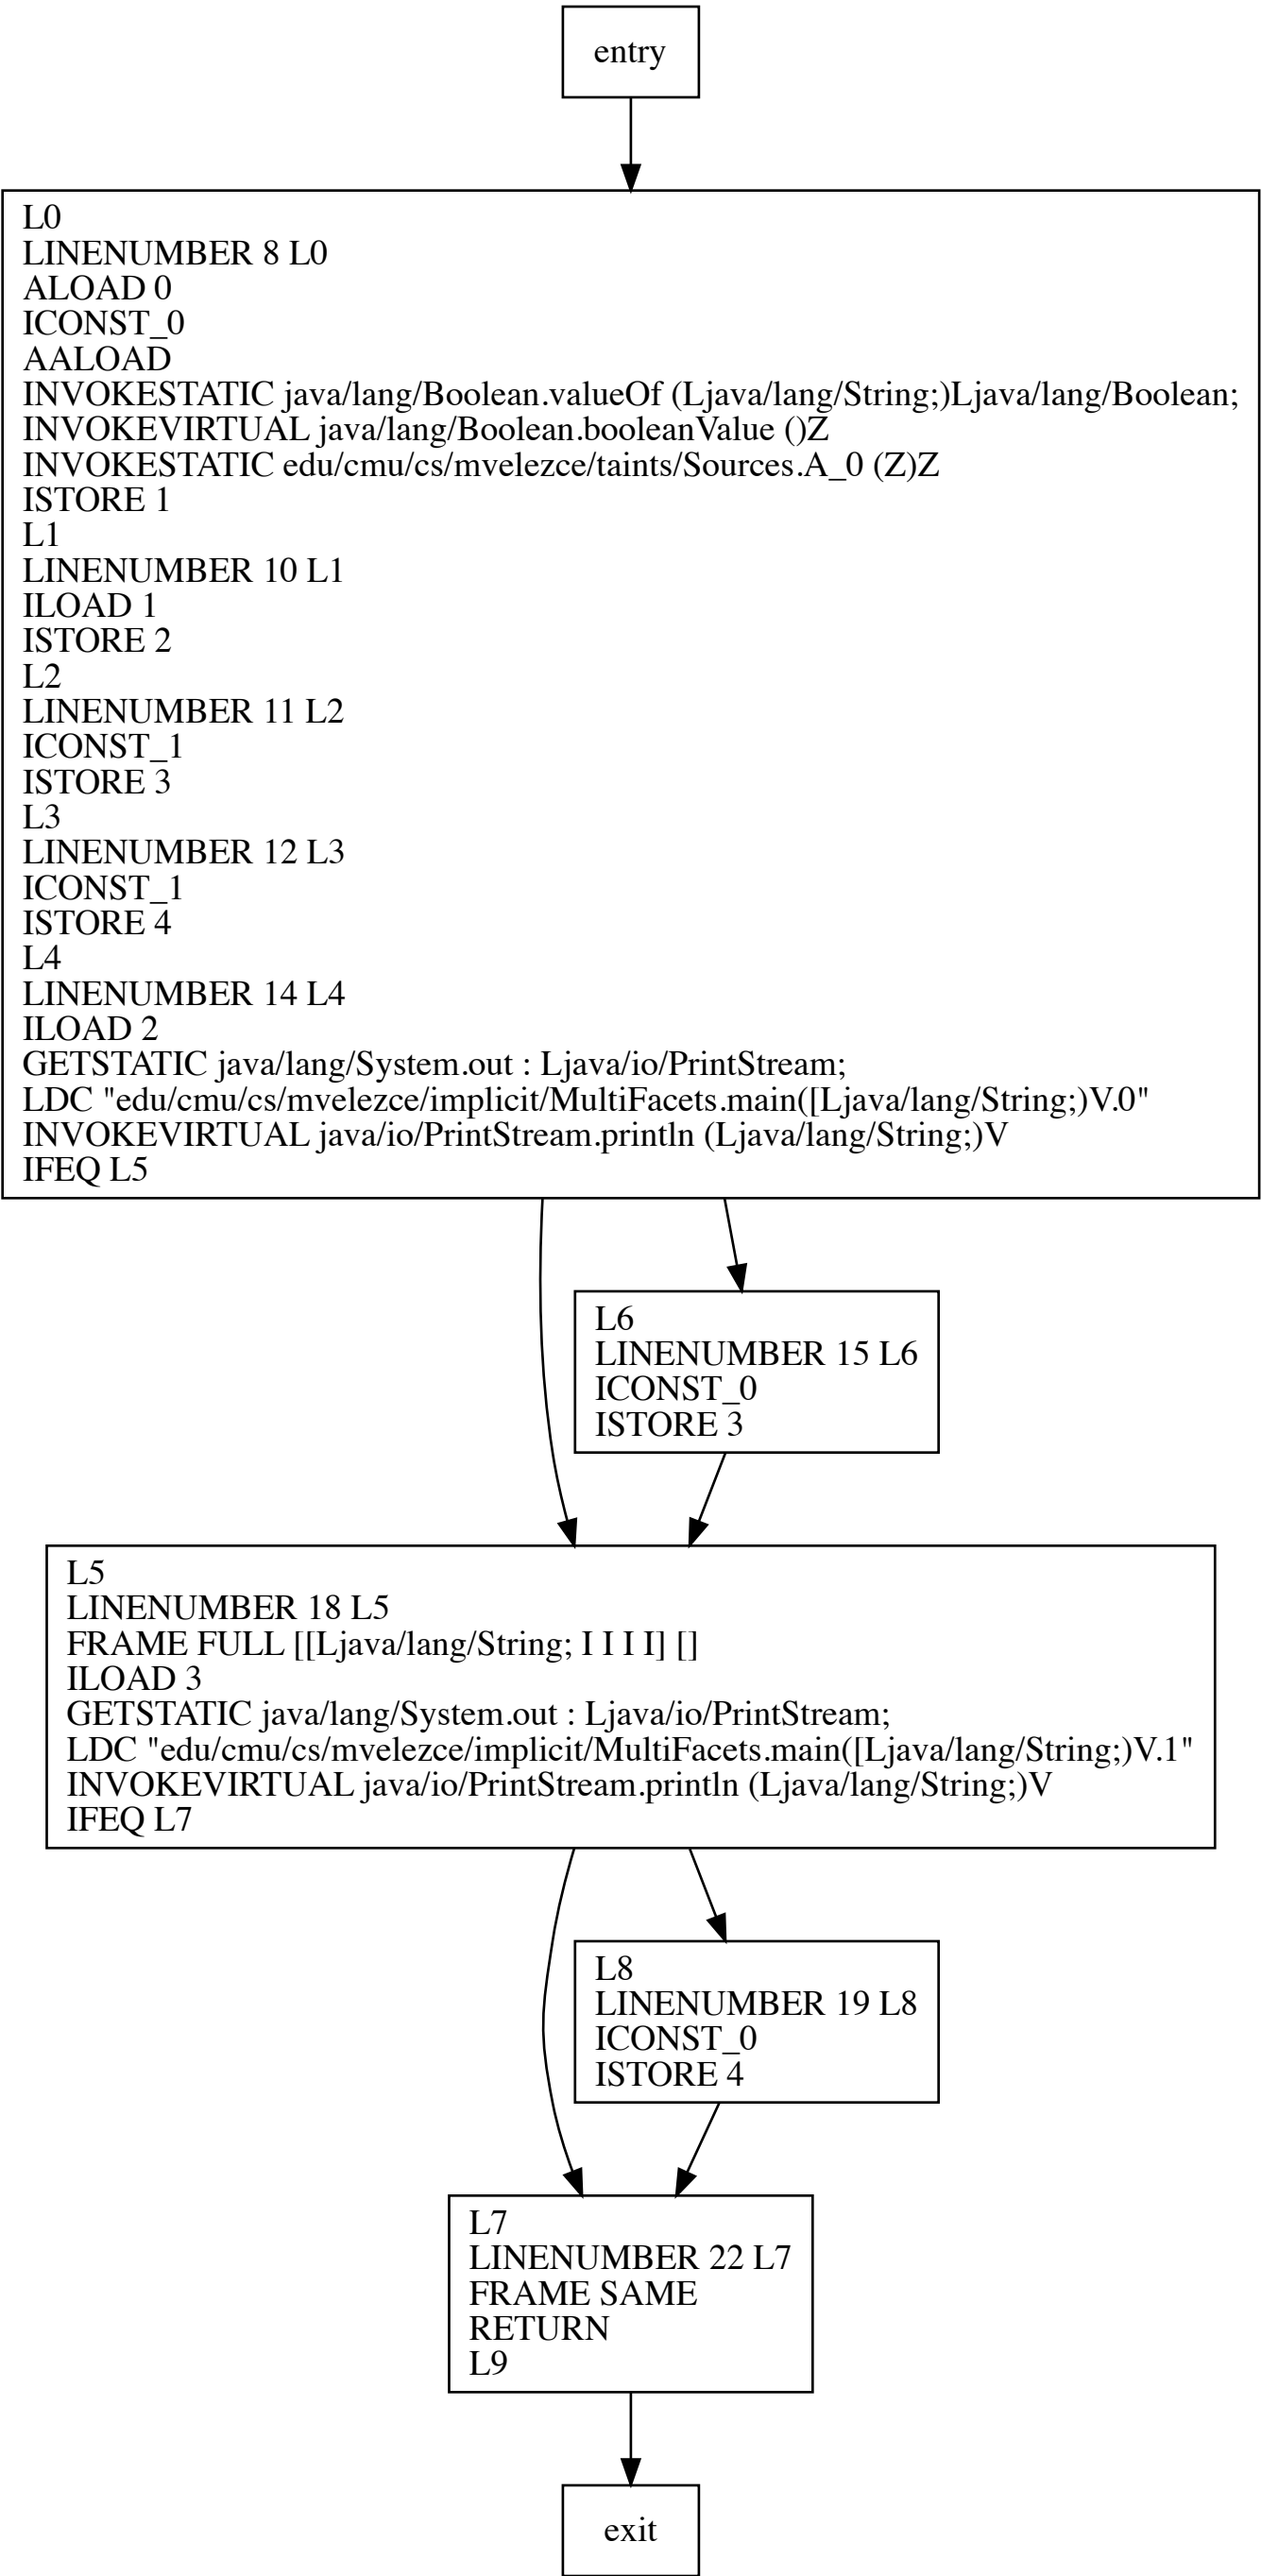 entry
L0
LINENUMBER 8 L0
ALOAD 0
ICONST_0
AALOAD
INVOKESTATIC java/lang/Boolean.valueOf (Ljava/lang/String;)Ljava/lang/Boolean;
INVOKEVIRTUAL java/lang/Boolean.booleanValue ()Z
INVOKESTATIC edu/cmu/cs/mvelezce/taints/Sources.A_0 (Z)Z
ISTORE 1
L1
LINENUMBER 10 L1
ILOAD 1
ISTORE 2
L2
LINENUMBER 11 L2
ICONST_1
ISTORE 3
L3
LINENUMBER 12 L3
ICONST_1
ISTORE 4
L4
LINENUMBER 14 L4
ILOAD 2
GETSTATIC java/lang/System.out : Ljava/io/PrintStream;
LDC "edu/cmu/cs/mvelezce/implicit/MultiFacets.main([Ljava/lang/String;)V.0"
INVOKEVIRTUAL java/io/PrintStream.println (Ljava/lang/String;)V
IFEQ L5
L6
LINENUMBER 15 L6
ICONST_0
ISTORE 3
L5
LINENUMBER 18 L5
FRAME FULL [[Ljava/lang/String; I I I I] []
ILOAD 3
GETSTATIC java/lang/System.out : Ljava/io/PrintStream;
LDC "edu/cmu/cs/mvelezce/implicit/MultiFacets.main([Ljava/lang/String;)V.1"
INVOKEVIRTUAL java/io/PrintStream.println (Ljava/lang/String;)V
IFEQ L7
L8
LINENUMBER 19 L8
ICONST_0
ISTORE 4
L7
LINENUMBER 22 L7
FRAME SAME
RETURN
L9
exit